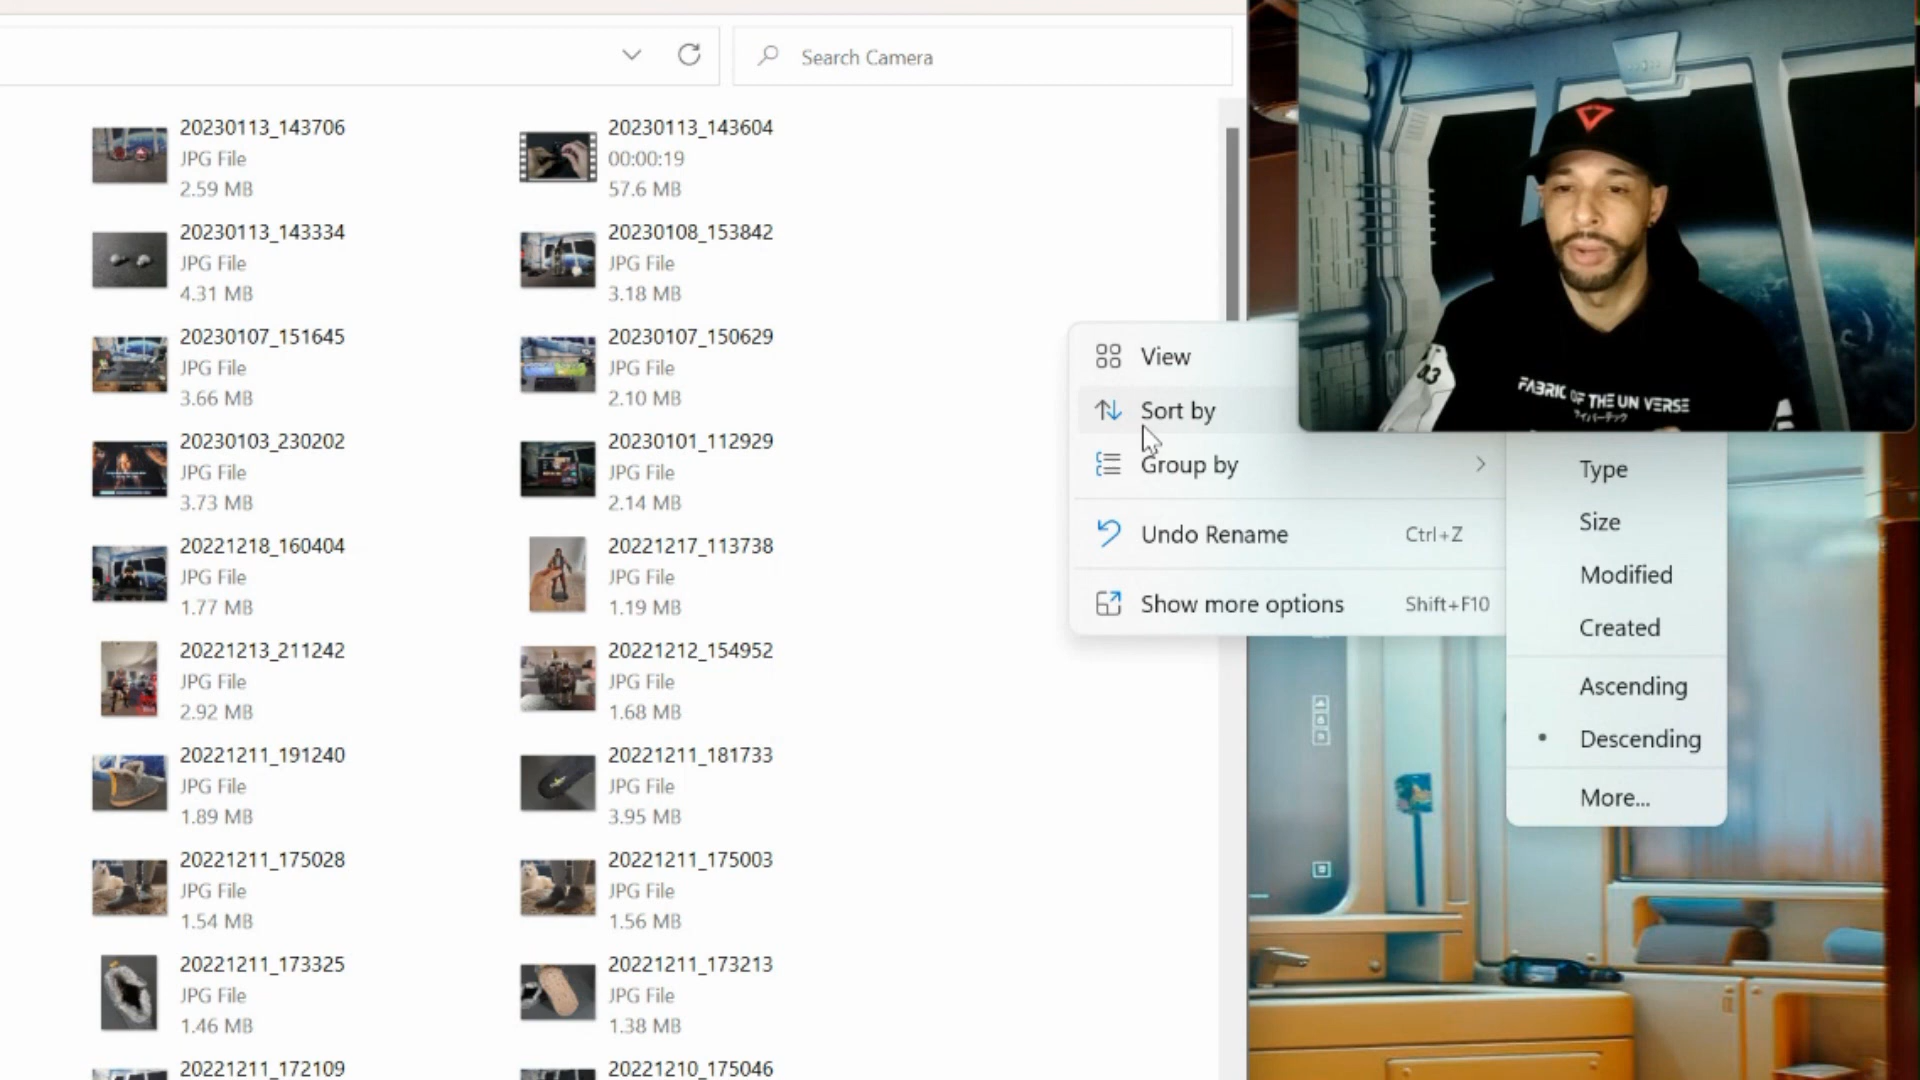 Search Camera
20230113_143706
JPG File
2.59 MB
20230113_143604
00:00:19
57.6 MB
20230113_143334
JPG File
4.31 MB
20230108_153842
JPG File
3.18 MB
20230107_151645
JPG File
3.66 MB
20230107_150629
JPG File
2.10 MB
20230103_230202
JPG File
3.73 MB
20230101_112929
JPG File
2.14 MB
20221218_160404
JPG File
1.77 MB
20221217_113738
JPG File
1.19 MB
20221213_211242
JPG File
2.92 MB
20221212_154952
JPG File
1.68 MB
20221211_191240
JPG File
1.89 MB
20221211_181733
JPG File
3.95 MB
20221211_175028
JPG File
1.54 MB
20221211_175003
JPG File
1.56 MB
20221211_173325
JPG File
1.46 MB
20221211_173213
JPG File
1.38 MB
20221211_172109
20221210_175046
View
Sort by
Group by
Undo Rename Ctrl+Z
Show more options Shift+F10
Type
Size
Modified
Created
Ascending
Descending
More...
03
FABRIC OF THE UN VERSE